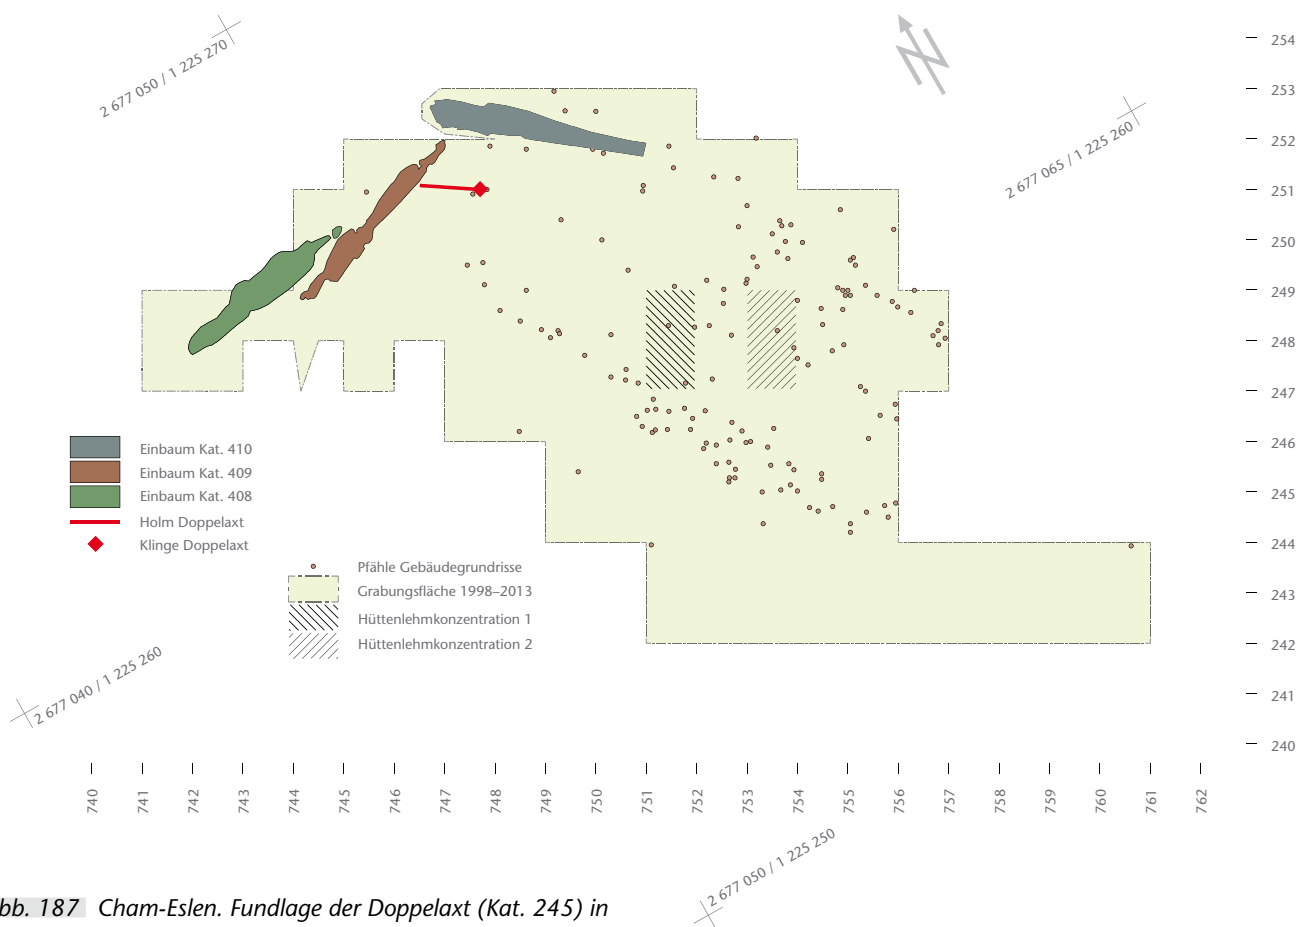 2 677 050 / 1 225 270
2 677 065 / 1 225 260
254
253
252
251
250
249
248
247
246
245
244
243
242
241
240
Einbaum Kat. 410
Einbaum Kat. 409
Einbaum Kat. 408
Holm Doppelaxt
Klinge Doppelaxt
Pfähle Gebäudegrundrisse
Grabungsfläche 1998–2013
Hüttenlehmkonzentration 1
Hüttenlehmkonzentration 2
2 677 040 / 1 225 260
740 741 742 743 744 745 746 747 748 749 750 751 752 753 754 755 756 757 758 759 760 761 762
2 677 050 / 1 225 250
bb. 187 Cham-Eslen. Fundlage der Doppelaxt (Kat. 245) in